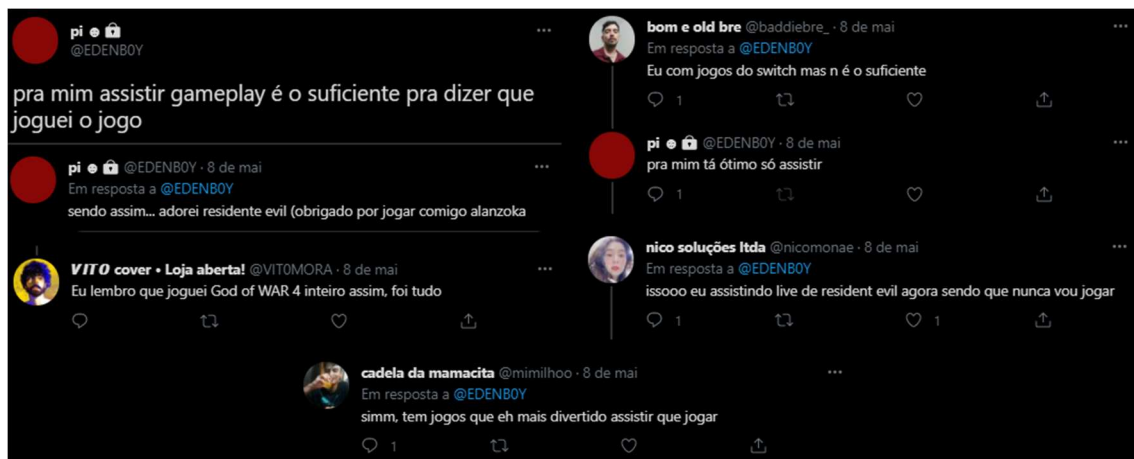 pi ☻ 🔒
@EDENB0Y
pra mim assistir gameplay é o suficiente pra dizer que
joguei o jogo
pi ☻ 🔒 @EDENB0Y · 8 de mai
Em resposta a @EDENB0Y
sendo assim... adorei residente evil (obrigado por jogar comigo alanzoka
VITO cover • Loja aberta! @VIT0MORA · 8 de mai
Eu lembro que joguei God of WAR 4 inteiro assim, foi tudo
bom e old bre @baddiebre_ · 8 de mai
Em resposta a @EDENB0Y
Eu com jogos do switch mas n é o suficiente
1
pi ☻ 🔒 @EDENB0Y · 8 de mai
pra mim tá ótimo só assistir
1
nico soluções ltda @nicomonae · 8 de mai
Em resposta a @EDENB0Y
issooo eu assistindo live de resident evil agora sendo que nunca vou jogar
1 1
cadela da mamacita @mimilhoo · 8 de mai
Em resposta a @EDENB0Y
simm, tem jogos que eh mais divertido assistir que jogar
1